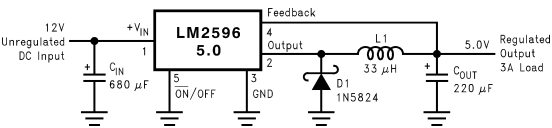 12V
Unregulated
DC Input
+
CIN
680 μF
+VIN
1
LM2596
5.0
5
ON/OFF
3
GND
Feedback
4
Output
2
D1
1N5824
L1
33 μH
5.0V
+
COUT
220 μF
Regulated
Output
3A Load